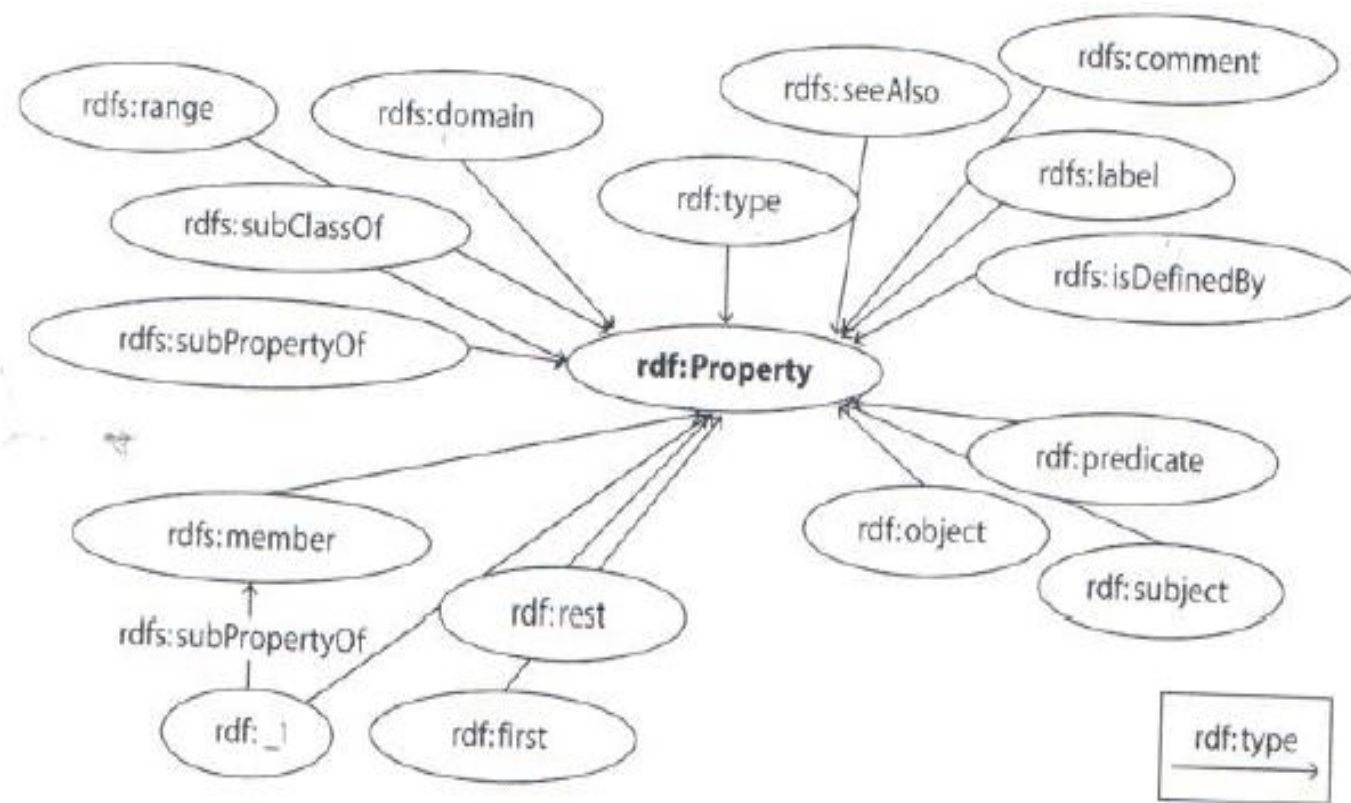 rdfs:comment
rdfs:seeAlso
rdfs:range
rdfs:domain
rdfs:label
rdf:type
rdfs:subClassOf
rdfs:isDefinedBy
rdfs:subPropertyOf
rdf:Property
rdf:predicate
rdf:object
rdfs:member
rdf:subject
rdf:rest
rdfs:subPropertyOf
rdf:_1
rdf:first
rdf:type